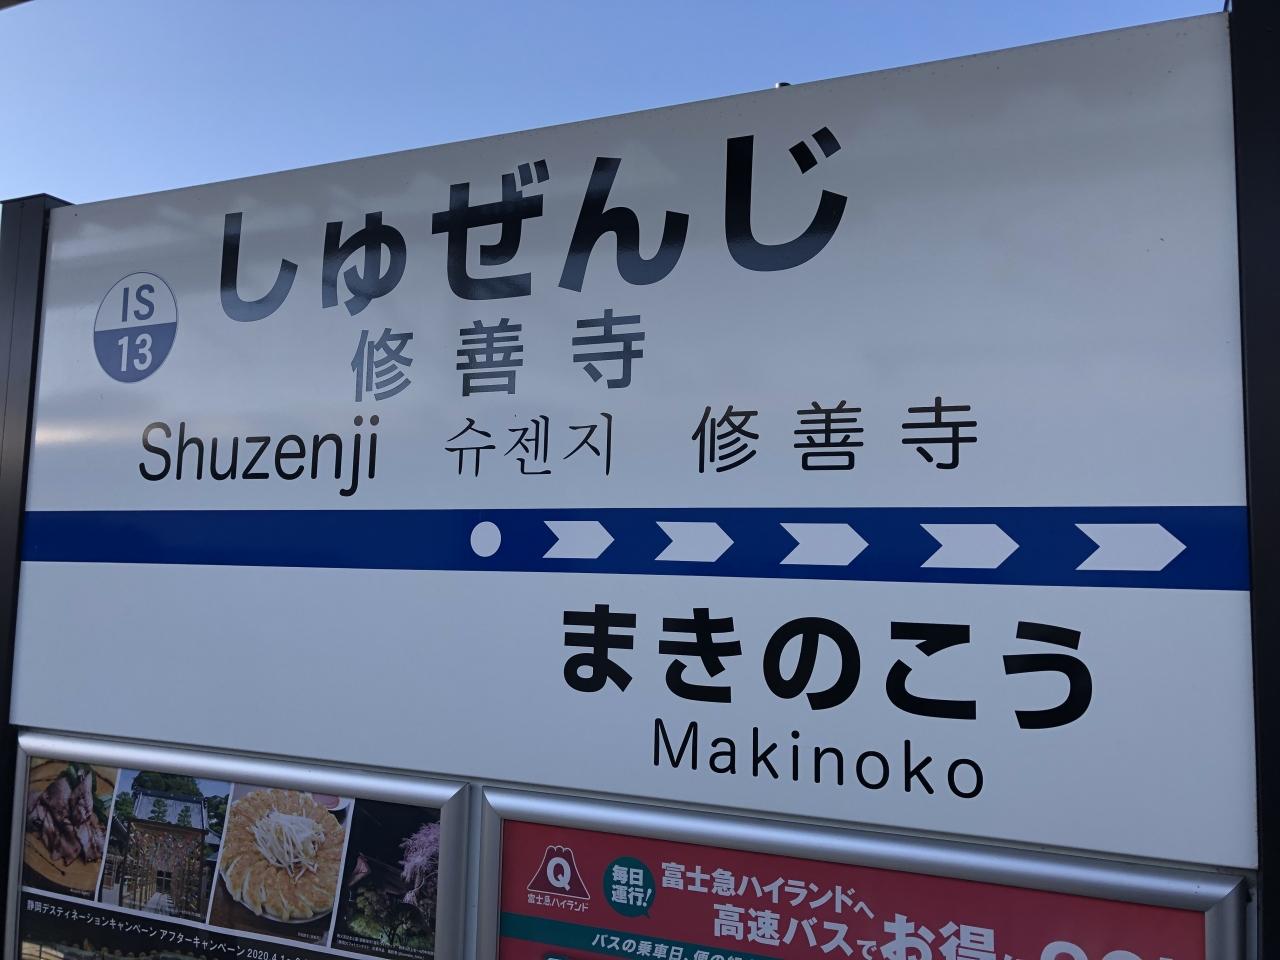 しゅぜんじ
IS
13
修善寺
Shuzenji 슈젠지 修善寺
まきのこう
Makinoko
静岡デスティネーションキャンペーン アフターキャンペーン 2020.4.1
Q
富士急ハイランド
毎日
運行!
富士急ハイランドへ
高速バスでお得
バスの乗車日、便の